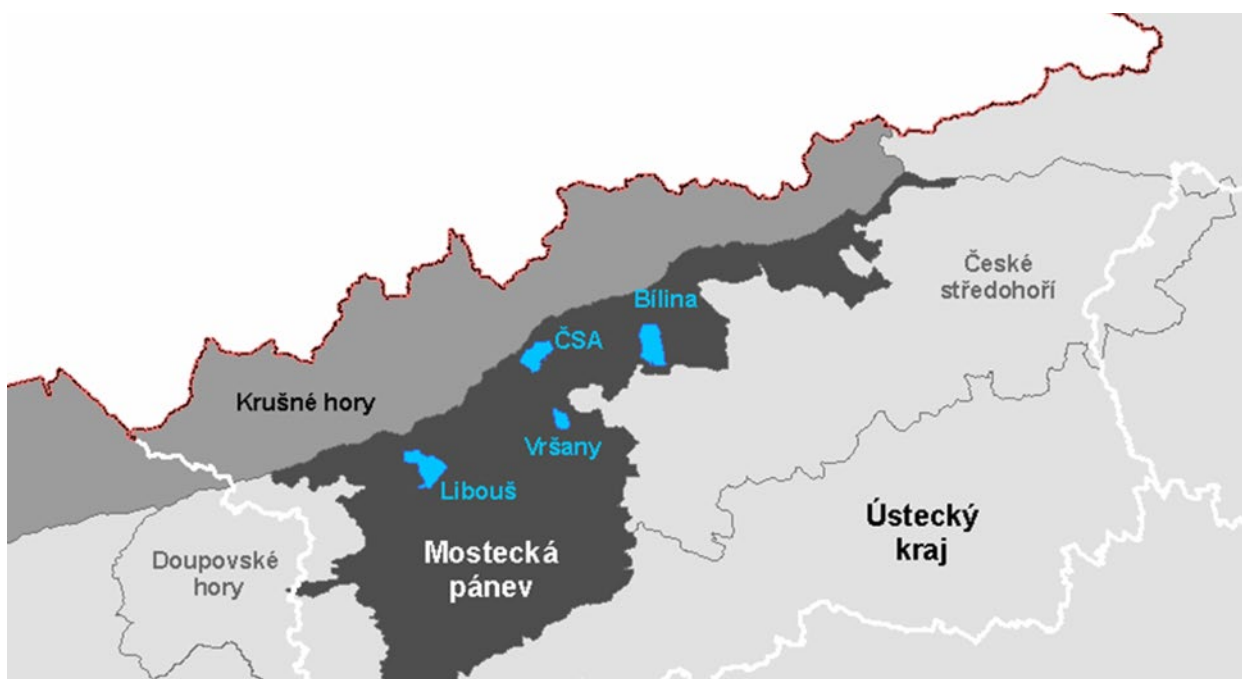 České
středohoří
Bílina
ČSA
Krušné hory
Vršany
Libouš
Ústecký
kraj
Mostecká
pánev
Doupovské
hory